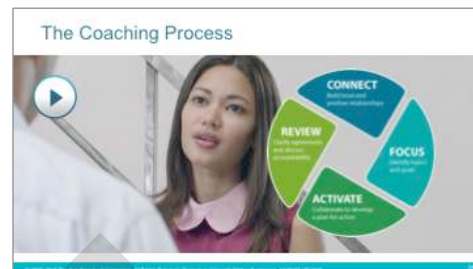 The Coaching Process
CONNECT
Build trust and
positive relationships
REVIEW
Clarify agreements
and discuss
accountability
FOCUS
Identify topics
and goals
ACTIVATE
Collaborate to develop
a plan for action